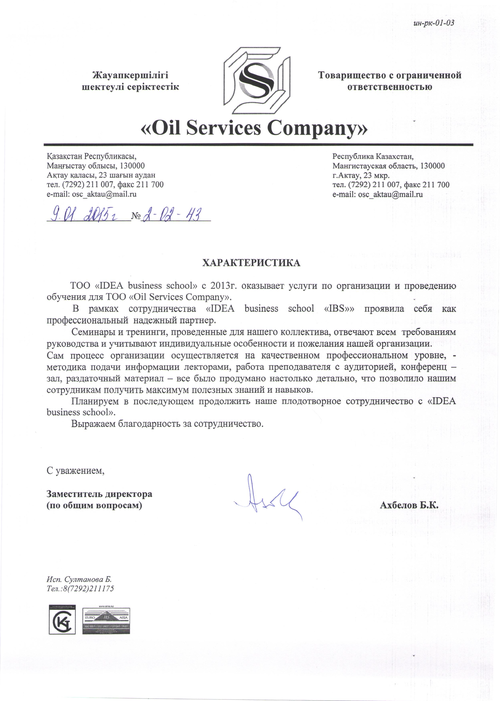 ин-рк-01-03
Жауапкершілігі
шектеулі серіктестік
Товарищество с ограниченной
ответственностью
«Oil Services Company»
Қазақстан Республикасы,
Маңғыстау облысы, 130000
Ақтау қаласы, 23 шағын аудан
тел. (7292) 211 007, факс 211 700
e-mail: osc_aktau@mail.ru
Республика Казахстан,
Мангистауская область, 130000
г.Актау, 23 мкр.
тел. (7292) 211 007, факс 211 700
e-mail: osc_aktau@mail.ru
9.01 2015г № 2-02-43
ХАРАКТЕРИСТИКА
ТОО «IDEA business school» с 2013г. оказывает услуги по организации и проведению
обучения для ТОО «Oil Services Company».
В рамках сотрудничества «IDEA business school «IBS»» проявила себя как
профессиональный надежный партнер.
Семинары и тренинги, проведенные для нашего коллектива, отвечают всем требованиям
руководства и учитывают индивидуальные особенности и пожелания нашей организации.
Сам процесс организации осуществляется на качественном профессиональном уровне, -
методика подачи информации лекторами, работа преподавателя с аудиторией, конференц –
зал, раздаточный материал – все было продумано настолько детально, что позволило нашим
сотрудникам получить максимум полезных знаний и навыков.
Планируем в последующем продолжить наше плодотворное сотрудничество с «IDEA
business school».
Выражаем благодарность за сотрудничество.
С уважением,
Заместитель директора
(по общим вопросам)
Ахбелов Б.К.
Исп. Султанова Б.
Тел.:8(7292)211175